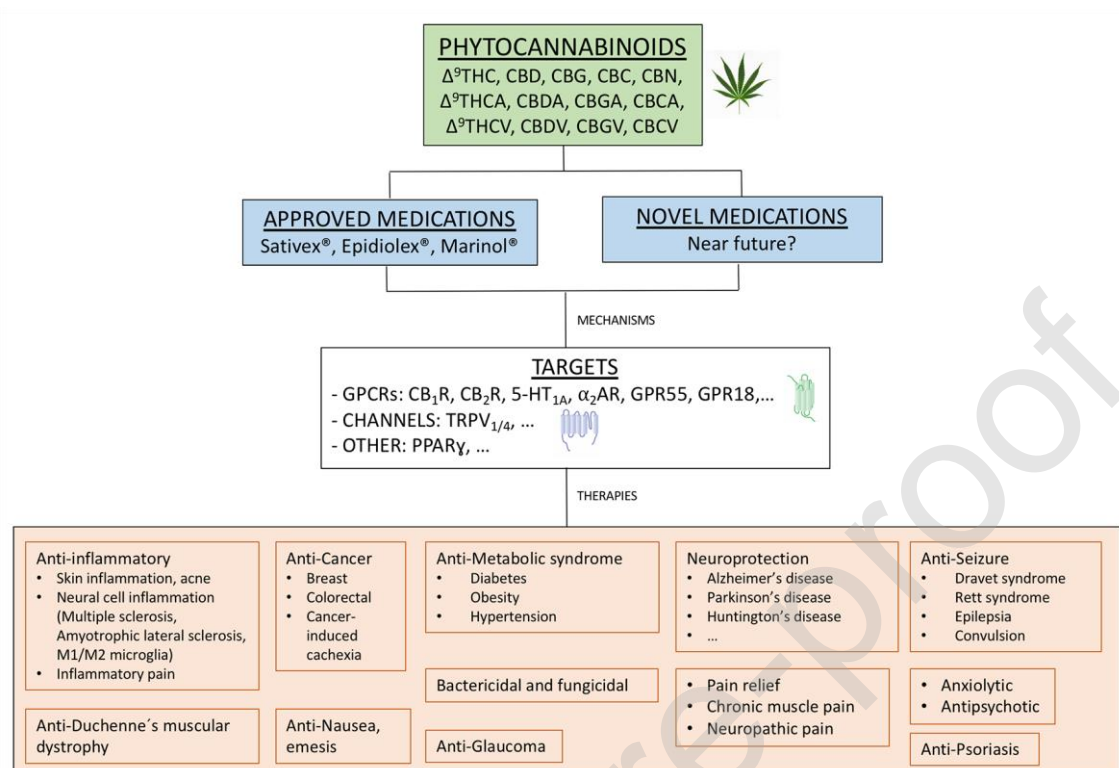 PHYTOCANNABINOIDS
Δ⁹THC, CBD, CBG, CBC, CBN,
Δ⁹THCA, CBDA, CBGA, CBCA,
Δ⁹THCV, CBDV, CBGV, CBCV
APPROVED MEDICATIONS
Sativex®, Epidiolex®, Marinol®
NOVEL MEDICATIONS
Near future?
MECHANISMS
TARGETS
- GPCRs: CB₁R, CB₂R, 5-HT₁A, α₂AR, GPR55, GPR18,...
- CHANNELS: TRPV₁/₄, ...
- OTHER: PPARɣ, ...
THERAPIES
Anti-inflammatory
• Skin inflammation, acne
• Neural cell inflammation
(Multiple sclerosis,
Amyotrophic lateral sclerosis,
M1/M2 microglia)
• Inflammatory pain
Anti-Cancer
• Breast
• Colorectal
• Cancer-
induced
cachexia
Anti-Metabolic syndrome
• Diabetes
• Obesity
• Hypertension
Neuroprotection
• Alzheimer's disease
• Parkinson's disease
• Huntington's disease
• ...
Anti-Seizure
• Dravet syndrome
• Rett syndrome
• Epilepsia
• Convulsion
Anti-Duchenne´s muscular
dystrophy
Anti-Nausea,
emesis
Bactericidal and fungicidal
Anti-Glaucoma
• Pain relief
• Chronic muscle pain
• Neuropathic pain
• Anxiolytic
• Antipsychotic
Anti-Psoriasis
re-proof